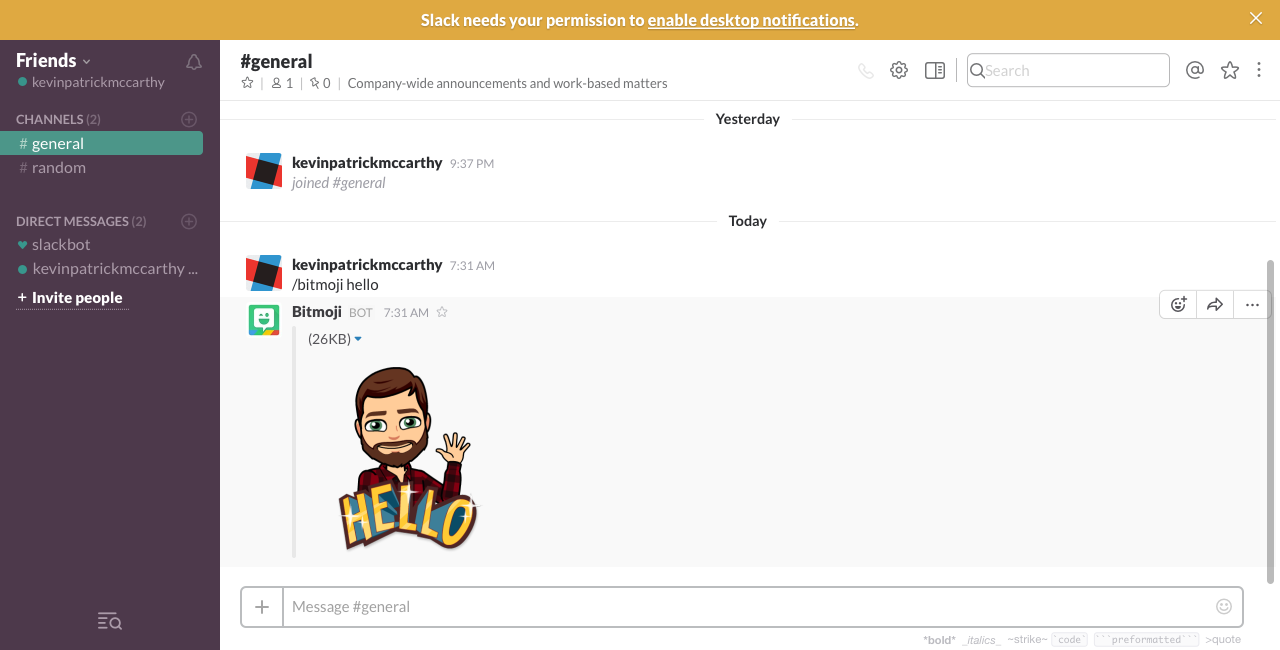 Slack needs your permission to enable desktop notifications.
Friends
kevinpatrickmccarthy
CHANNELS (2)
# general
# random
DIRECT MESSAGES (2)
slackbot
kevinpatrickmccarthy ...
+ Invite people
#general
1 | 0 | Company-wide announcements and work-based matters
Search
Yesterday
kevinpatrickmccarthy 9:37 PM
joined #general
Today
kevinpatrickmccarthy 7:31 AM
/bitmoji hello
Bitmoji BOT 7:31 AM
(26KB)
HELLO
Message #general
*bold* _italics_ ~strike~ `code` ```preformatted``` >quote